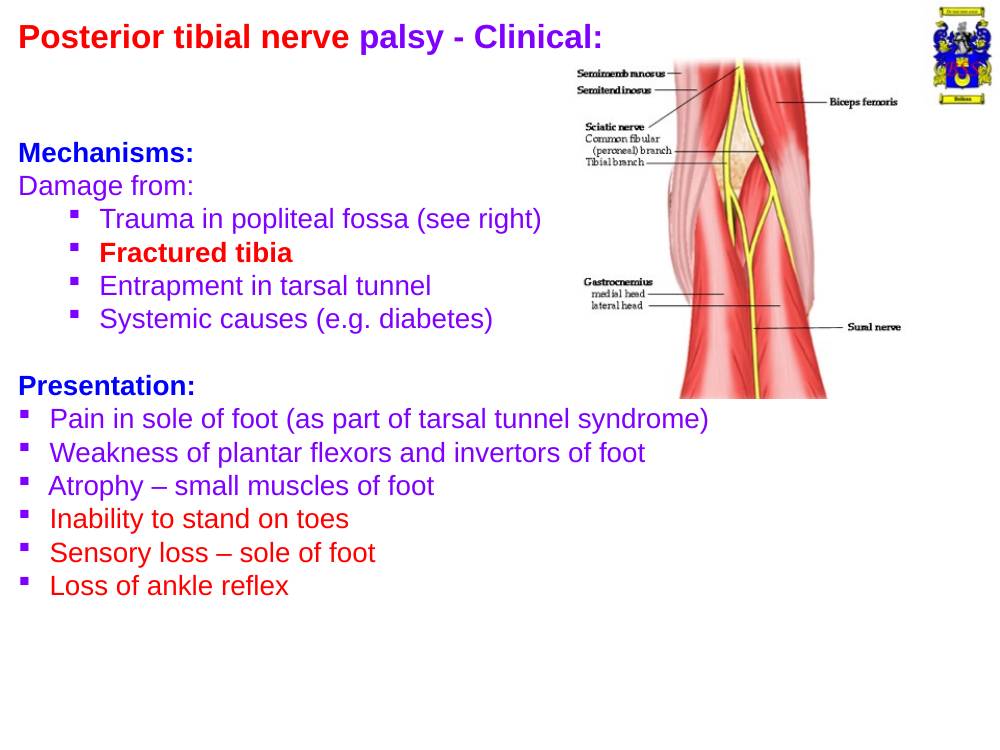 Posterior tibial nerve palsy - Clinical:
Semimembranosus
Semitendinosus
Biceps femoris
Sciatic nerve
Common fibular
(peroneal) branch
Tibial branch
Mechanisms:
Damage from:
▪ Trauma in popliteal fossa (see right)
▪ Fractured tibia
▪ Entrapment in tarsal tunnel
▪ Systemic causes (e.g. diabetes)
Gastrocnemius
medial head
lateral head
Sural nerve
Presentation:
▪ Pain in sole of foot (as part of tarsal tunnel syndrome)
▪ Weakness of plantar flexors and invertors of foot
▪ Atrophy – small muscles of foot
▪ Inability to stand on toes
▪ Sensory loss – sole of foot
▪ Loss of ankle reflex